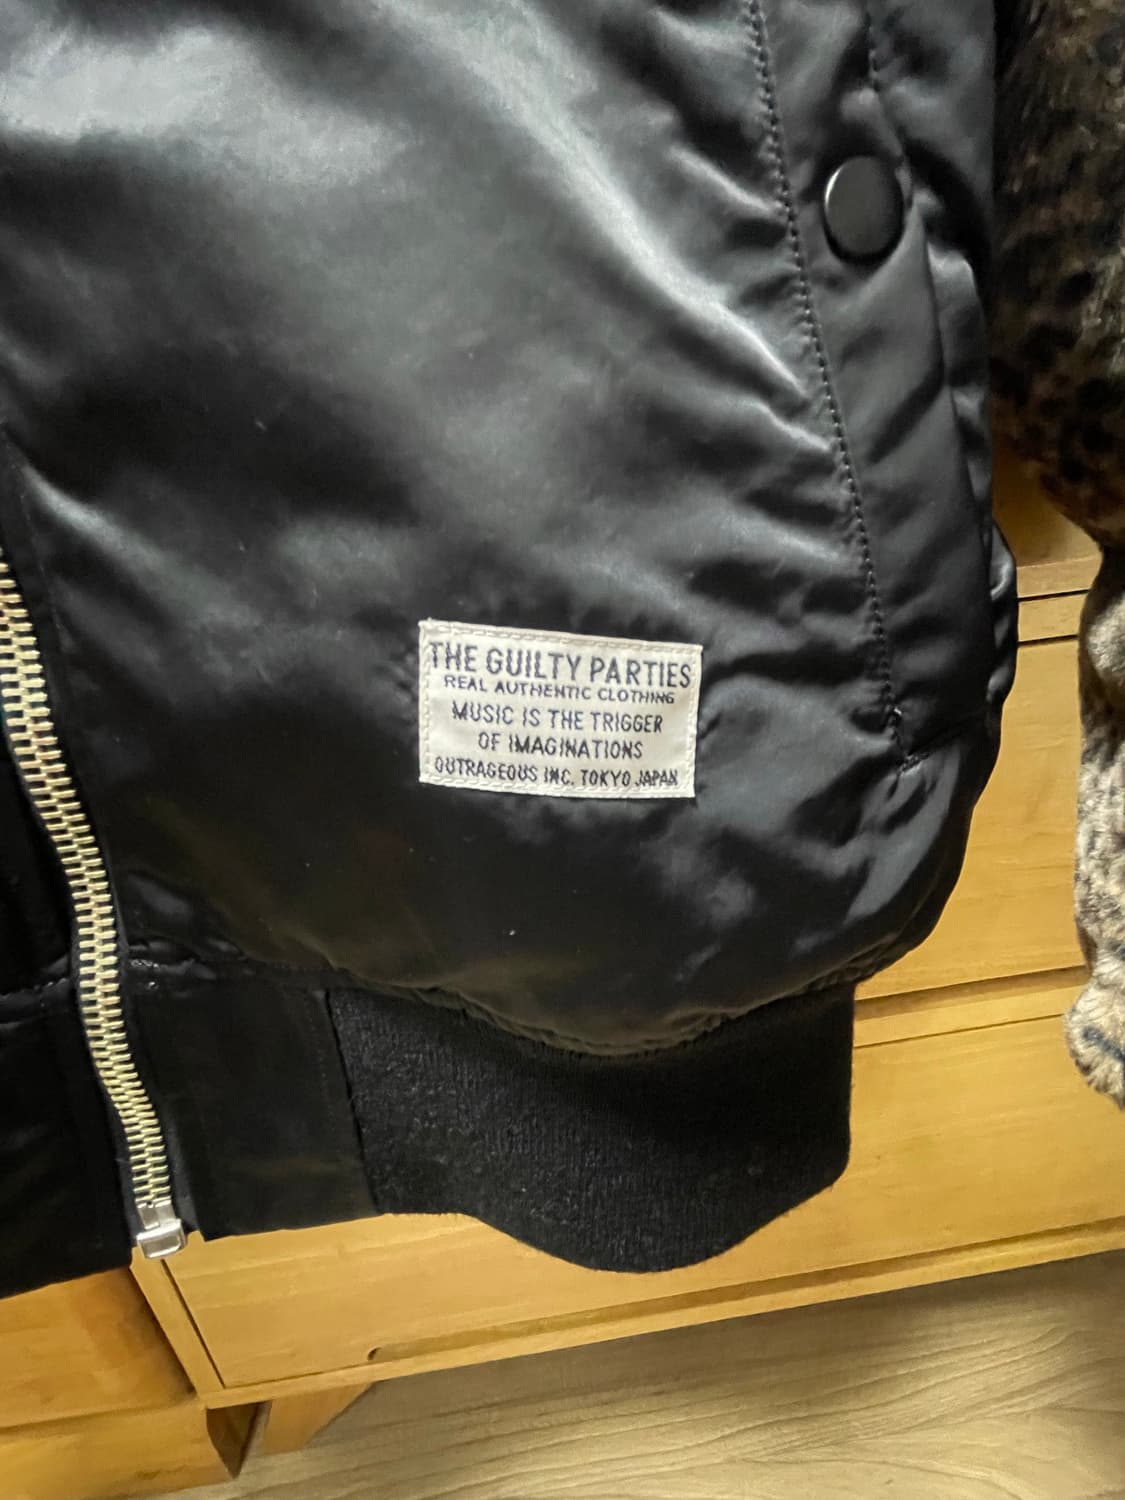 THE GUILTY PARTIES
REAL AUTHENTIC CLOTHING
MUSIC IS THE TRIGGER
OF IMAGINATIONS
OUTRAGEOUS INC. TOKYO JAPAN